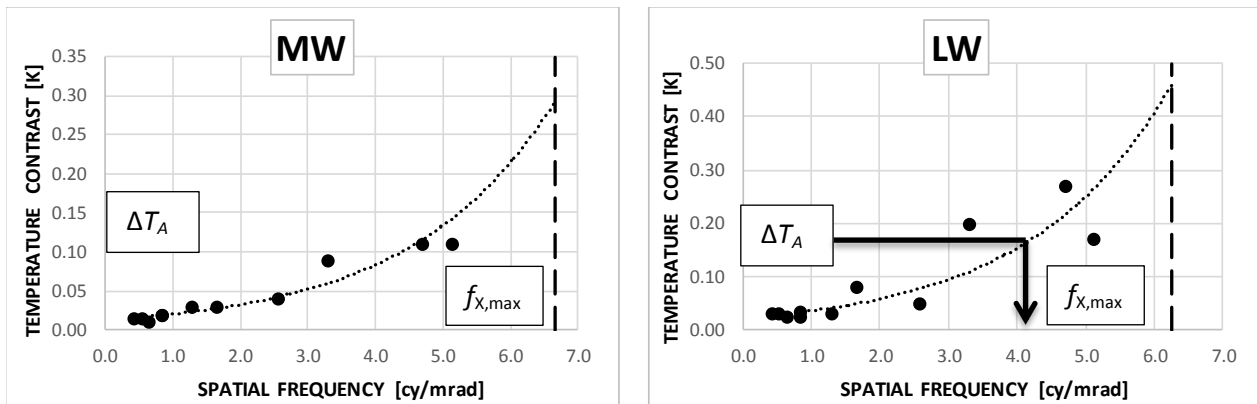 MW
TEMPERATURE CONTRAST [K]
0.35
0.30
0.25
0.20
0.15
0.10
0.05
0.00
ΔT_A
f_X,max
0.0 1.0 2.0 3.0 4.0 5.0 6.0 7.0
SPATIAL FREQUENCY [cy/mrad]
LW
TEMPERATURE CONTRAST [K]
0.50
0.40
0.30
0.20
0.10
0.00
ΔT_A
f_X,max
0.0 1.0 2.0 3.0 4.0 5.0 6.0 7.0
SPATIAL FREQUENCY [cy/mrad]